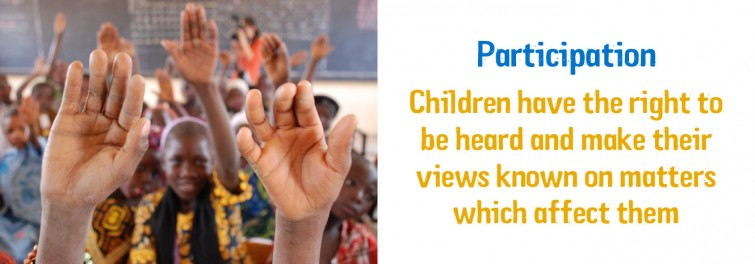 Participation
Children have the right to
be heard and make their
views known on matters
which affect them